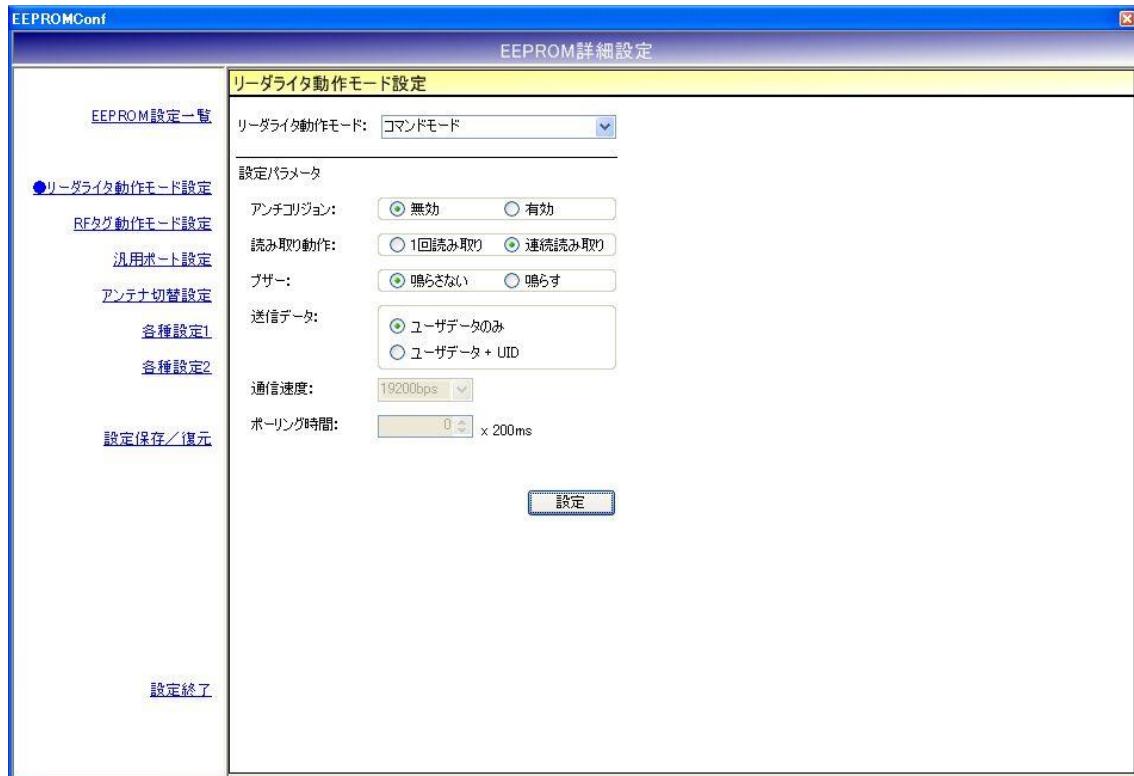 EEPROMConf
EEPROM詳細設定
EEPROM設定一覧
●リーダライタ動作モード設定
RFタグ動作モード設定
汎用ポート設定
アンテナ切替設定
各種設定1
各種設定2
設定保存／復元
設定終了
リーダライタ動作モード設定
リーダライタ動作モード: コマンドモード
設定パラメータ
アンチコリジョン: 無効 有効
読み取り動作: 1回読み取り 連続読み取り
ブザー: 鳴らさない 鳴らす
送信データ: ユーザデータのみ
ユーザデータ + UID
通信速度: 19200bps
ポーリング時間: 0 x 200ms
設定